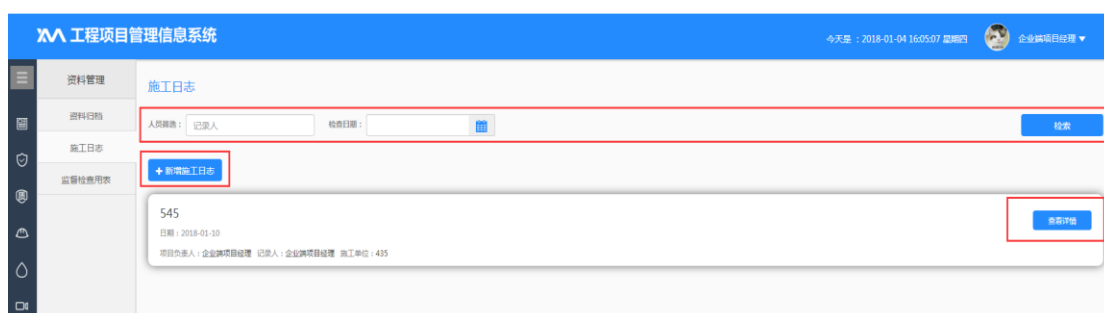 工程项目管理信息系统
今天是：2018-01-04 16:05:07 星期四
企业端项目经理
资料管理
资料归档
施工日志
监督检查用表
施工日志
人员筛选： 记录人 检查日期： 检索
新增施工日志
545
日期：2018-01-10
项目负责人：企业端项目经理 记录人：企业端项目经理 施工单位：435
查看详情